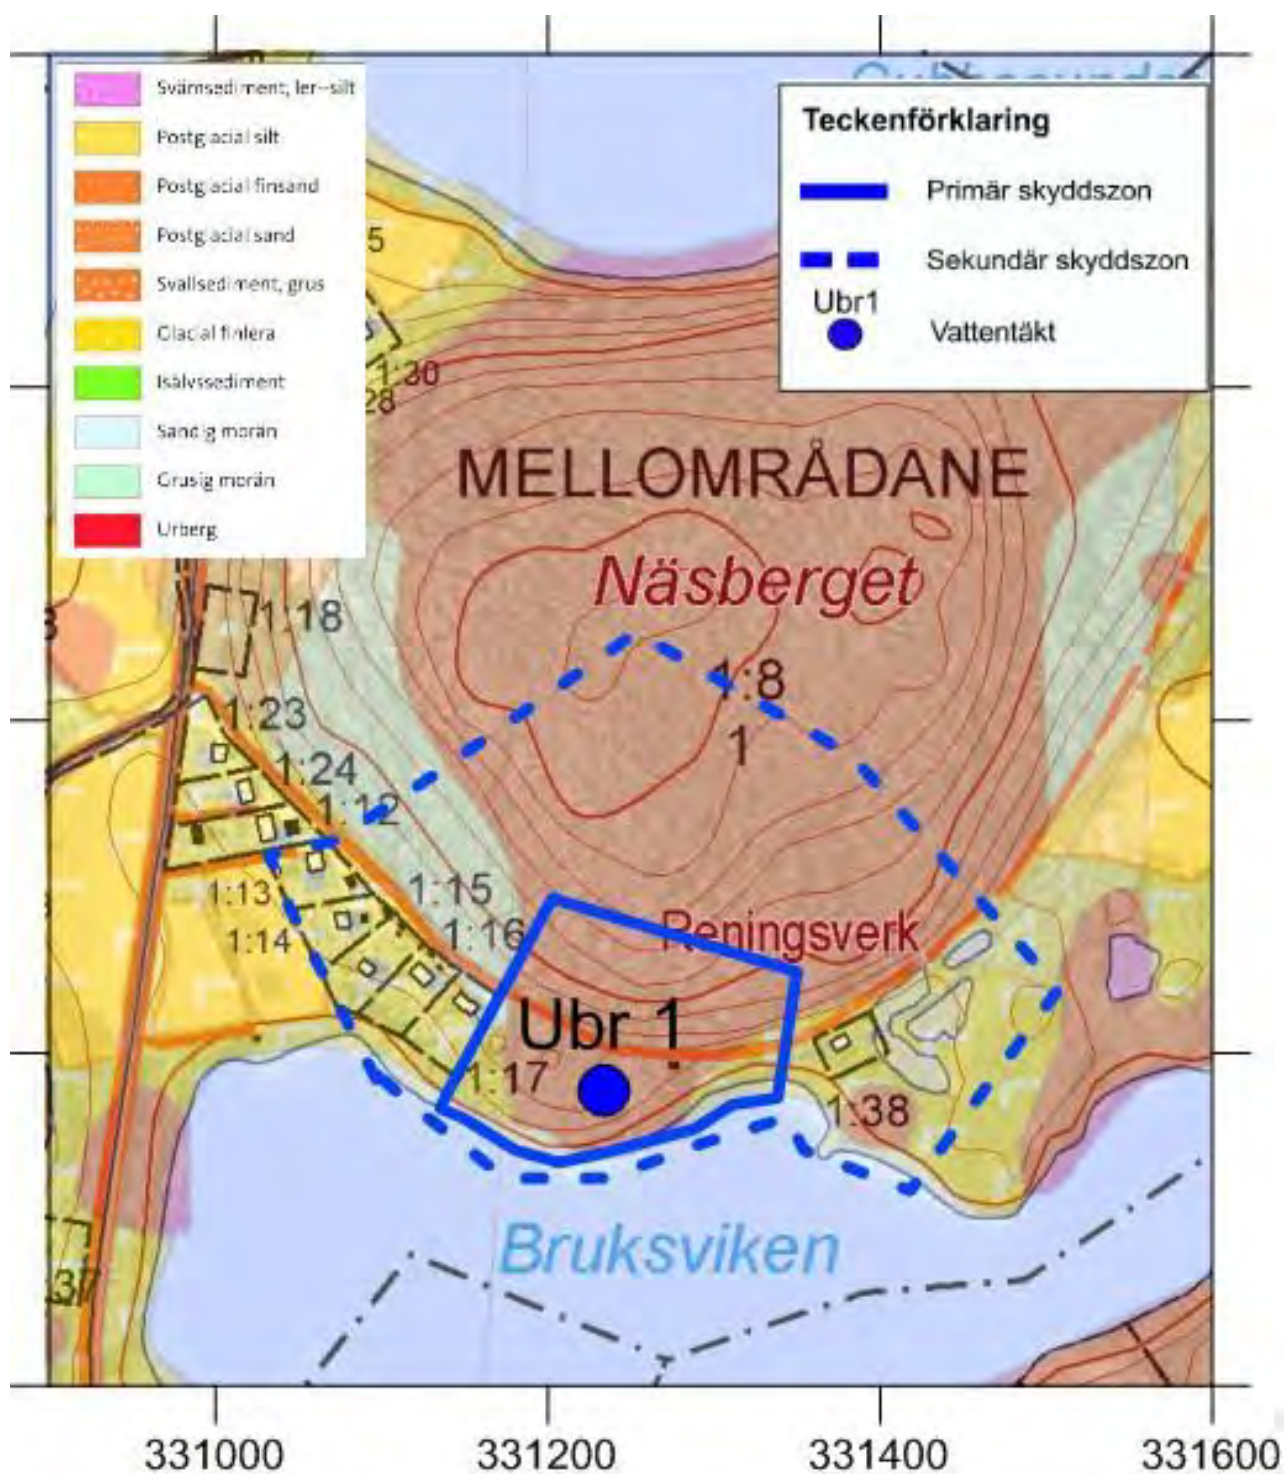 Svämsediment, ler--silt
Postglacial silt
Postglacial finsand
Postglacial sand
Svallsediment, grus
Glacial finlera
Isälvssediment
Sandig morän
Grusig morän
Urberg
Teckenförklaring
Primär skyddszon
Sekundär skyddszon
Ubr1
Vattentäkt
5
1:30
28
MELLOMRÅDANE
Näsberget
1:18
3
1:8
1:23
1
1:24
1:12
1:13
1:15
1:14
1:16
Reningsverk
Ubr 1
1:17
1:38
Bruksviken
37
331000
331200
331400
331600